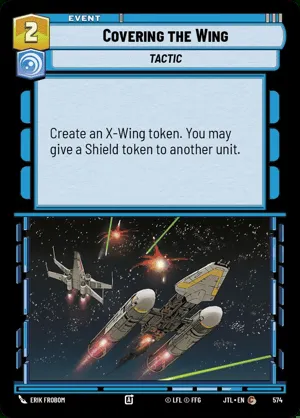 EVENT
2
COVERING THE WING
TACTIC
Create an X-Wing token. You may
give a Shield token to another unit.
ERIK FROBOM
© LFL © FFG
JTL • EN
C
574